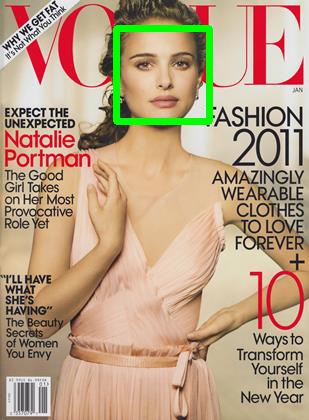 WHY WE GET FAT
It's Not What You Think
VOGUE
JAN
EXPECT THE
UNEXPECTED
Natalie
Portman
The Good
Girl Takes
on Her Most
Provocative
Role Yet
FASHION
2011
AMAZINGLY
WEARABLE
CLOTHES
TO LOVE
FOREVER
+
10
Ways to
Transform
Yourself
in the
New Year
"I'LL HAVE
WHAT
SHE'S
HAVING"
The Beauty
Secrets
of Women
You Envy